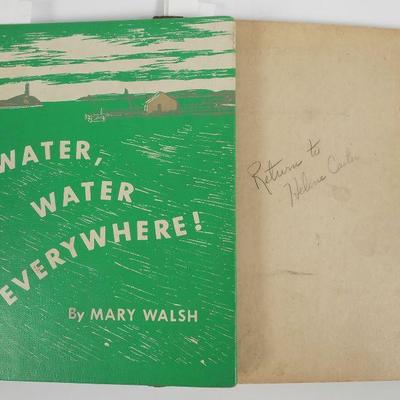 WATER,
WATER
EVERYWHERE!
By MARY WALSH
Return to
Helene Carter